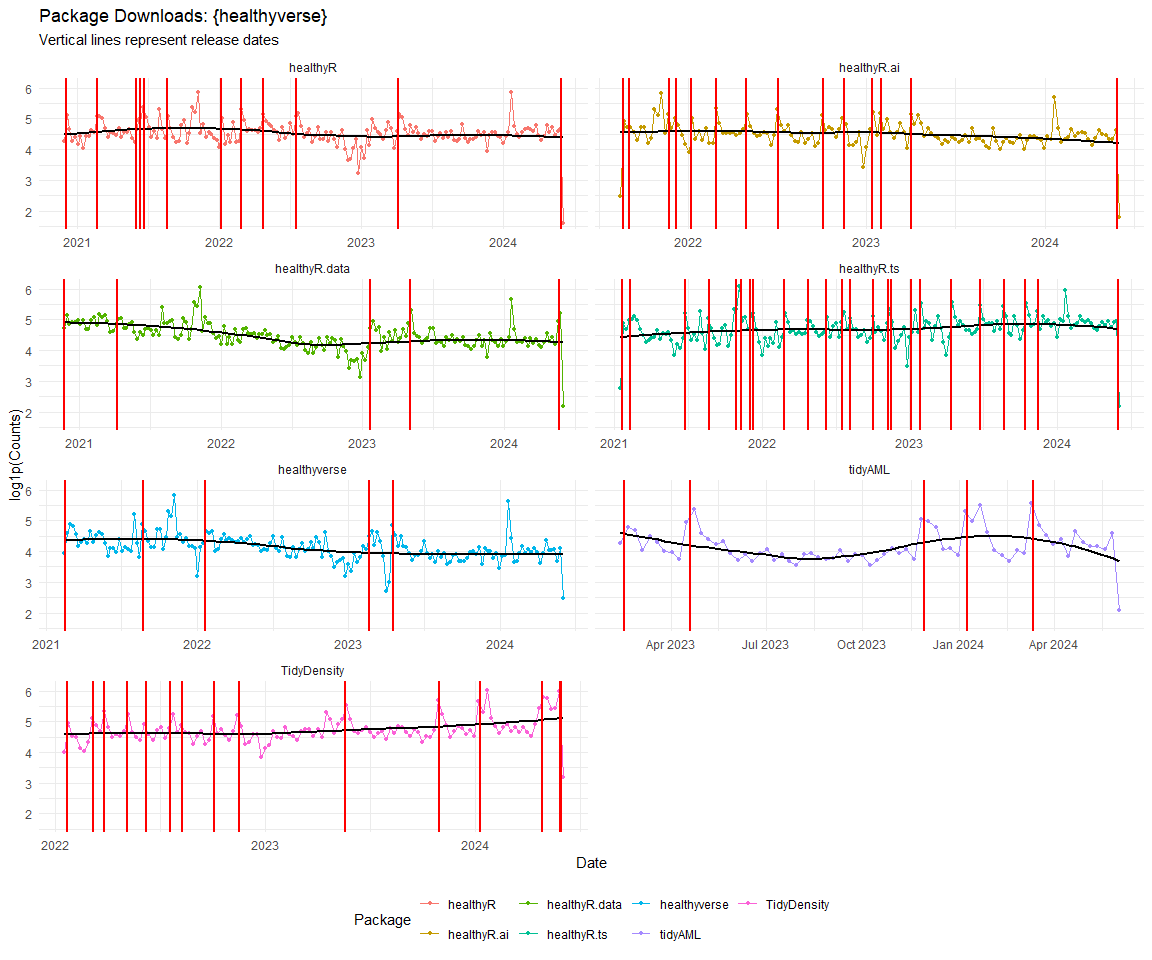 Package Downloads: {healthyverse}
Vertical lines represent release dates
healthyR
healthyR.ai
6
5
4
3
2
2021 2022 2023 2024
2022 2023 2024
healthyR.data
healthyR.ts
6
5
4
3
2
2021 2022 2023 2024
2021 2022 2023 2024
log1p(Counts)
healthyverse
tidyAML
6
5
4
3
2
2021 2022 2023 2024
Apr 2023 Jul 2023 Oct 2023 Jan 2024 Apr 2024
TidyDensity
6
5
4
3
2
2022 2023 2024
Date
Package
healthyR healthyR.data healthyverse TidyDensity
healthyR.ai healthyR.ts tidyAML